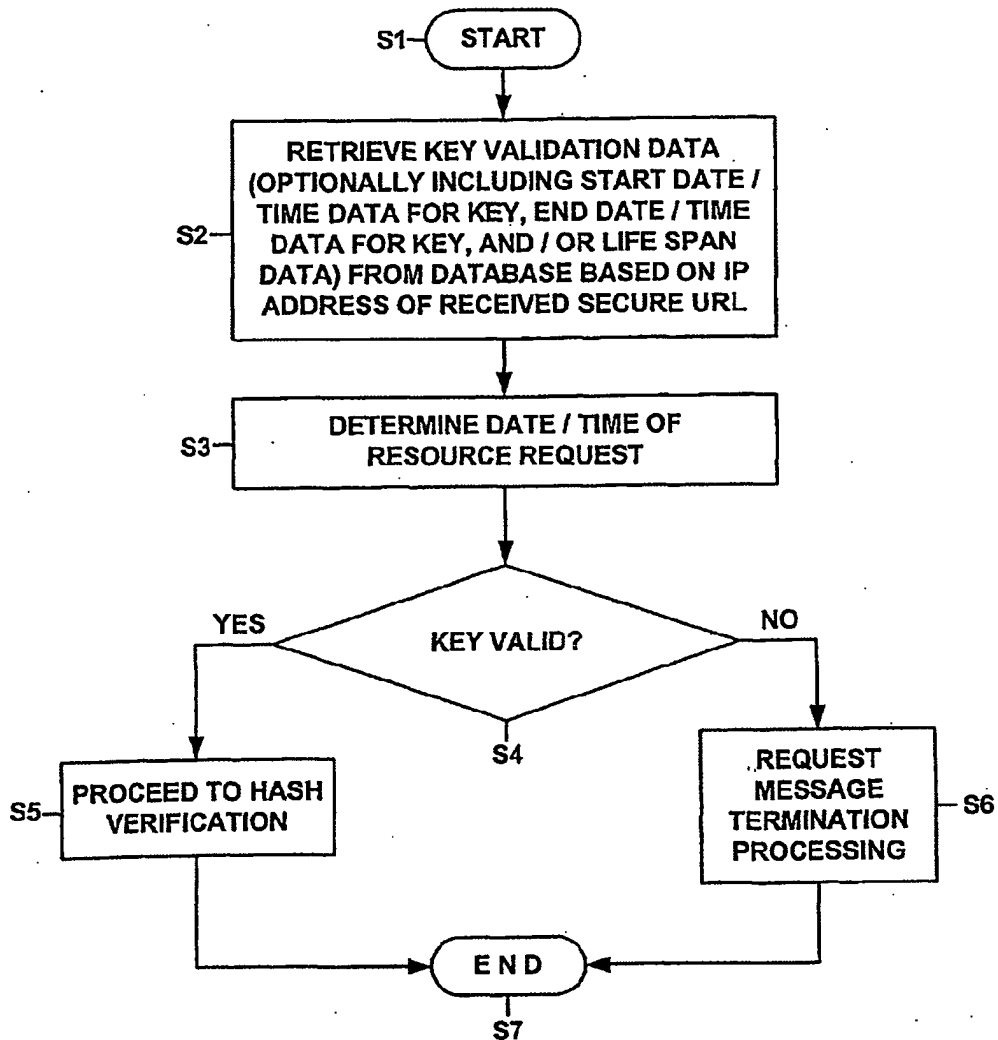 S1
START
RETRIEVE KEY VALIDATION DATA
(OPTIONALLY INCLUDING START DATE /
TIME DATA FOR KEY, END DATE / TIME
DATA FOR KEY, AND / OR LIFE SPAN
DATA) FROM DATABASE BASED ON IP
ADDRESS OF RECEIVED SECURE URL
S2
DETERMINE DATE / TIME OF
RESOURCE REQUEST
S3
YES
NO
KEY VALID?
S4
PROCEED TO HASH
VERIFICATION
S5
REQUEST
MESSAGE
TERMINATION
PROCESSING
S6
END
S7